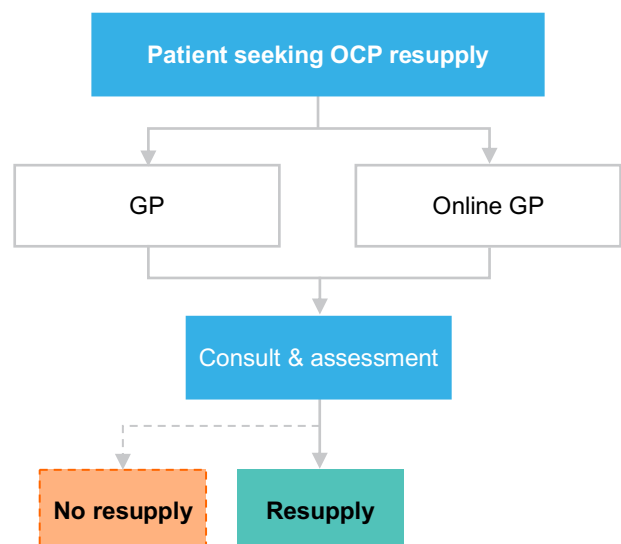 Patient seeking OCP resupply
GP
Online GP
Consult & assessment
No resupply
Resupply